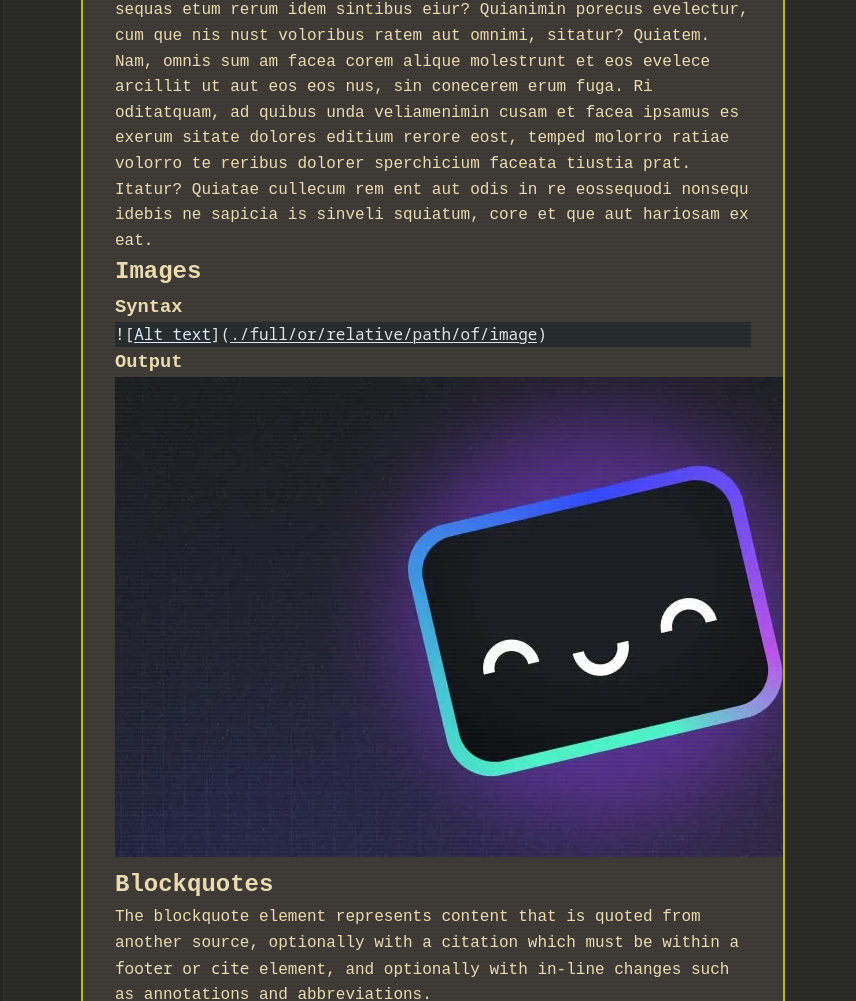 sequas etum rerum idem sintibus eiur? Quianimin porecus evelectur,
cum que nis nust voloribus ratem aut omnimi, sitatur? Quiatem.
Nam, omnis sum am facea corem alique molestrunt et eos evelece
arcillit ut aut eos eos nus, sin conecerem erum fuga. Ri
oditatquam, ad quibus unda veliamenimin cusam et facea ipsamus es
exerum sitate dolores editium rerore eost, temped molorro ratiae
volorro te reribus dolorer sperchicium faceata tiustia prat.
Itatur? Quiatae cullecum rem ent aut odis in re eossequodi nonsequ
idebis ne sapicia is sinveli squiatum, core et que aut hariosam ex
eat.
Images
Syntax
![Alt text](./full/or/relative/path/of/image)
Output
Blockquotes
The blockquote element represents content that is quoted from
another source, optionally with a citation which must be within a
footer or cite element, and optionally with in-line changes such
as annotations and abbreviations.